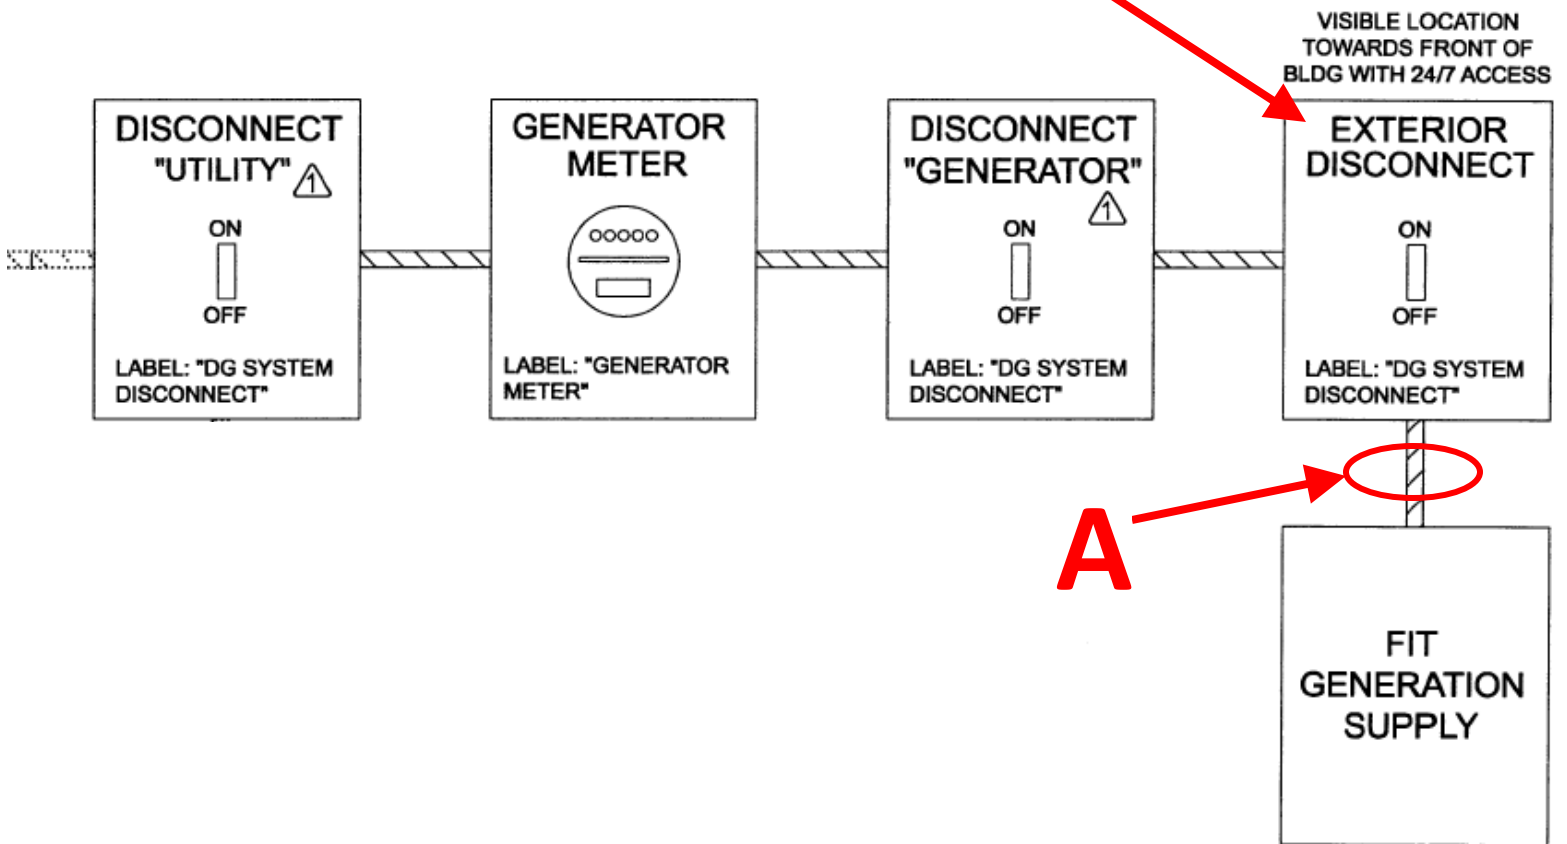 VISIBLE LOCATION
TOWARDS FRONT OF
BLDG WITH 24/7 ACCESS
DISCONNECT
"UTILITY" 1
ON
OFF
LABEL: "DG SYSTEM
DISCONNECT"
GENERATOR
METER
OOOOO
LABEL: "GENERATOR
METER"
DISCONNECT
"GENERATOR"
1
ON
OFF
LABEL: "DG SYSTEM
DISCONNECT"
EXTERIOR
DISCONNECT
ON
OFF
LABEL: "DG SYSTEM
DISCONNECT"
A
FIT
GENERATION
SUPPLY